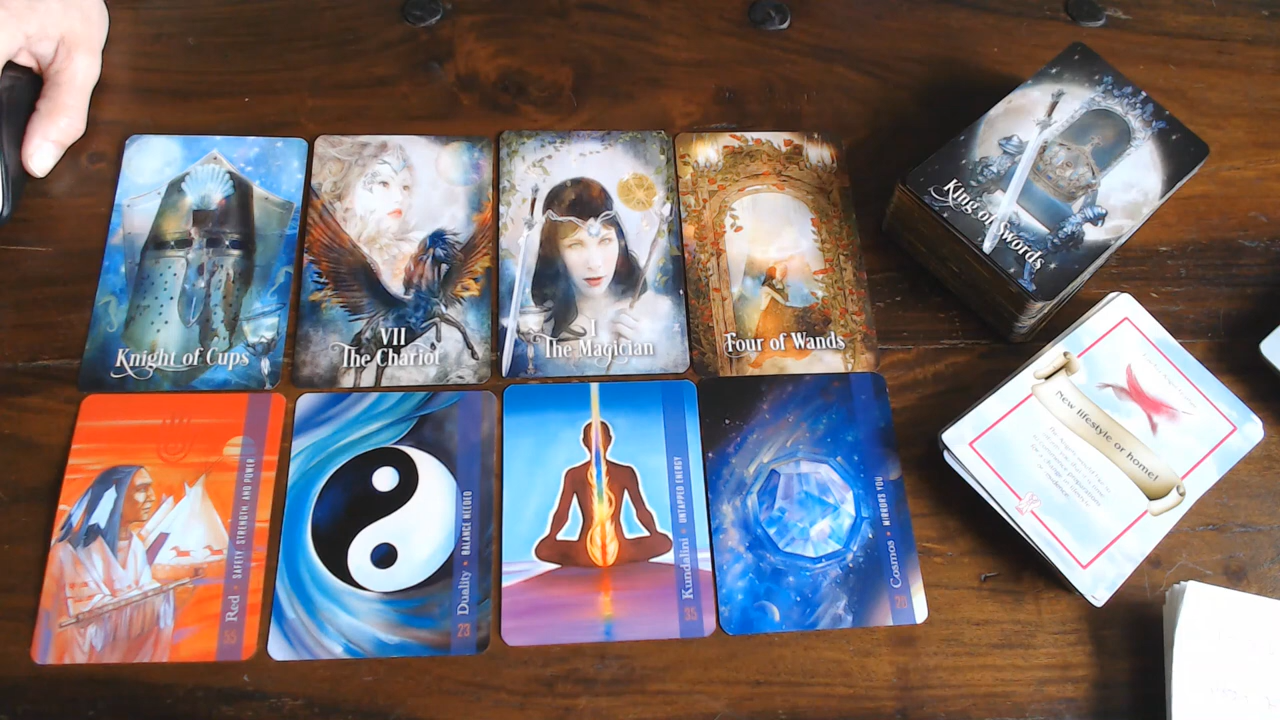 Knight of Cups
VII
The Chariot
I
The Magician
Four of Wands
King of Swords
New lifestyle or home!
55 Red • SAFETY, STRENGTH, AND POWER
23 Duality • BALANCE NEEDED
35 Kundalini • UNTAPPED ENERGY
20 Cosmos • MIRRORS YOU